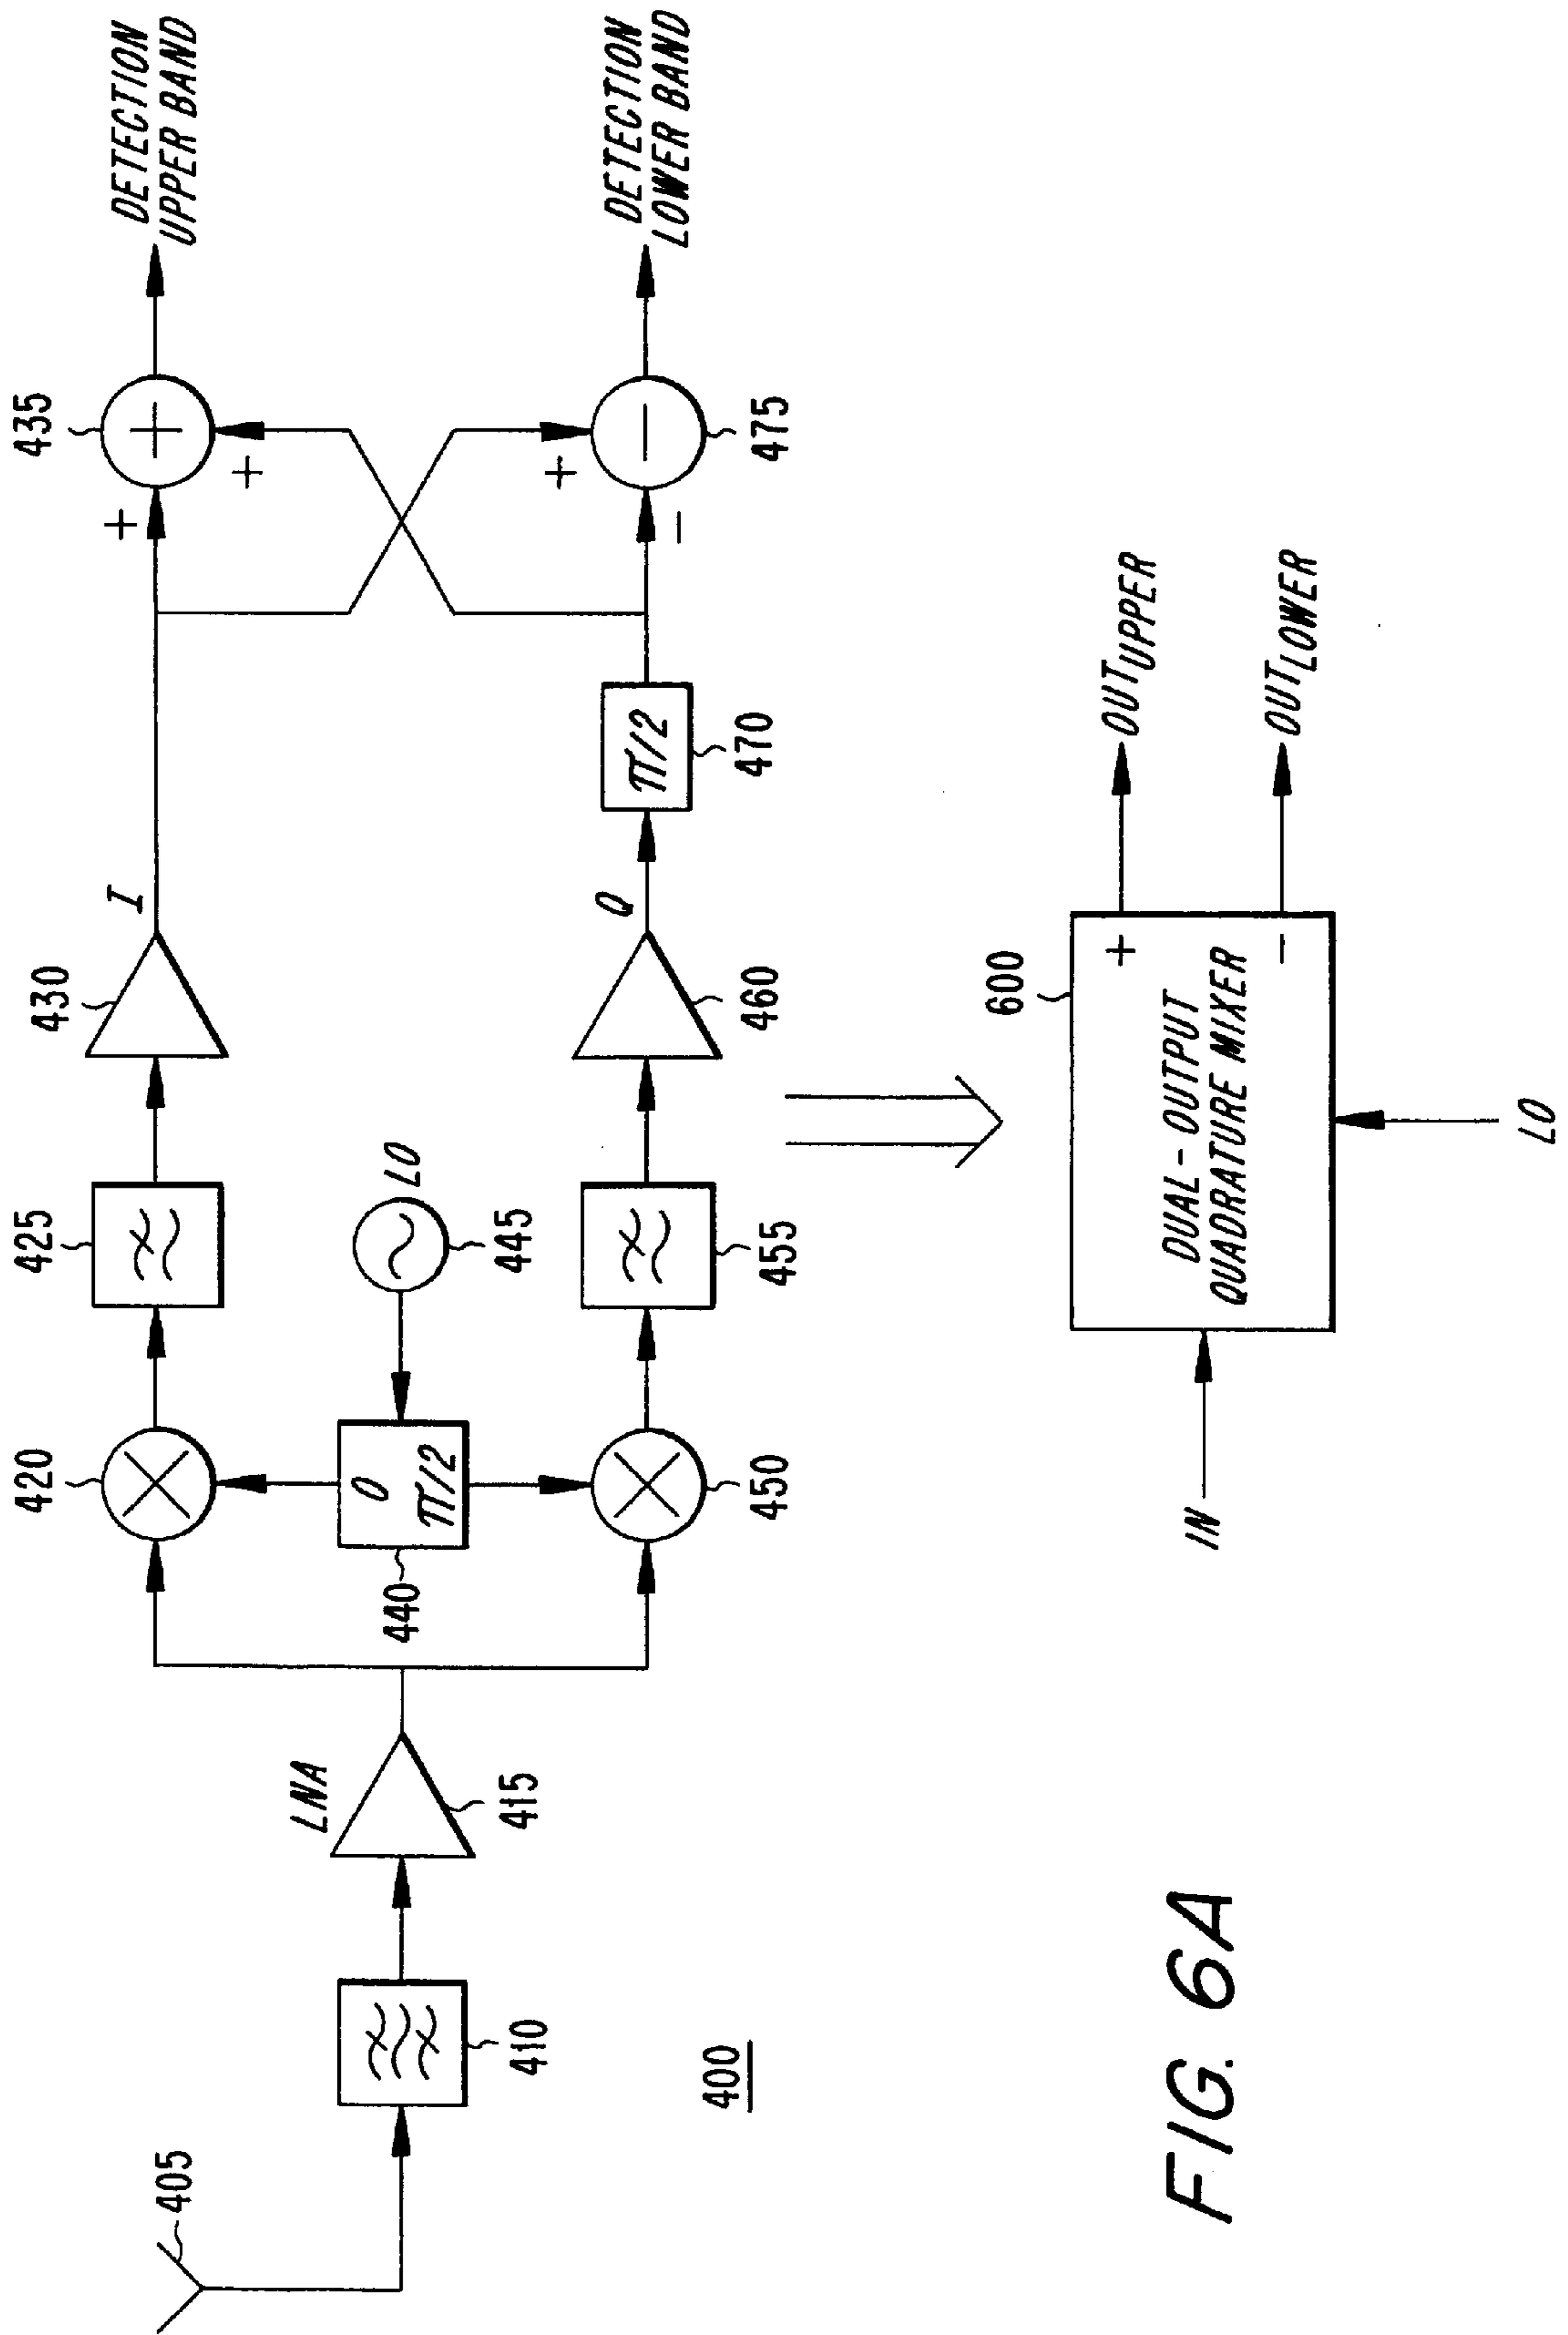 405
410
LNA
415
420
440
0
π/2
450
425
LO
445
455
430
I
Q
460
π/2
470
435
+
+
+
+
−
−
475
DETECTION
UPPER BAND
DETECTION
LOWER BAND
400
IN
600
DUAL-OUTPUT
QUADRATURE MIXER
+
−
LO
OUTUPPER
OUTLOWER
FIG. 6A